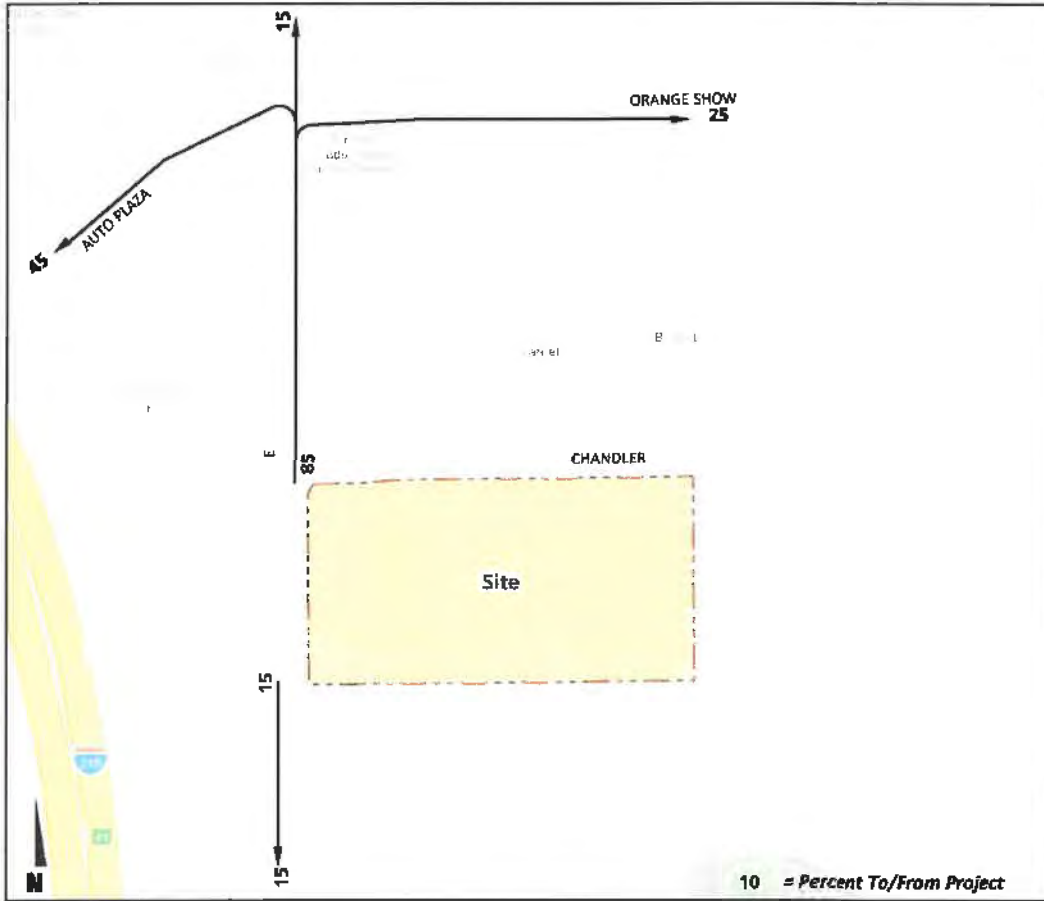 15
ORANGE SHOW
25
AUTO PLAZA
45
E
85
CHANDLER
Site
15
15
N
10 = Percent To/From Project